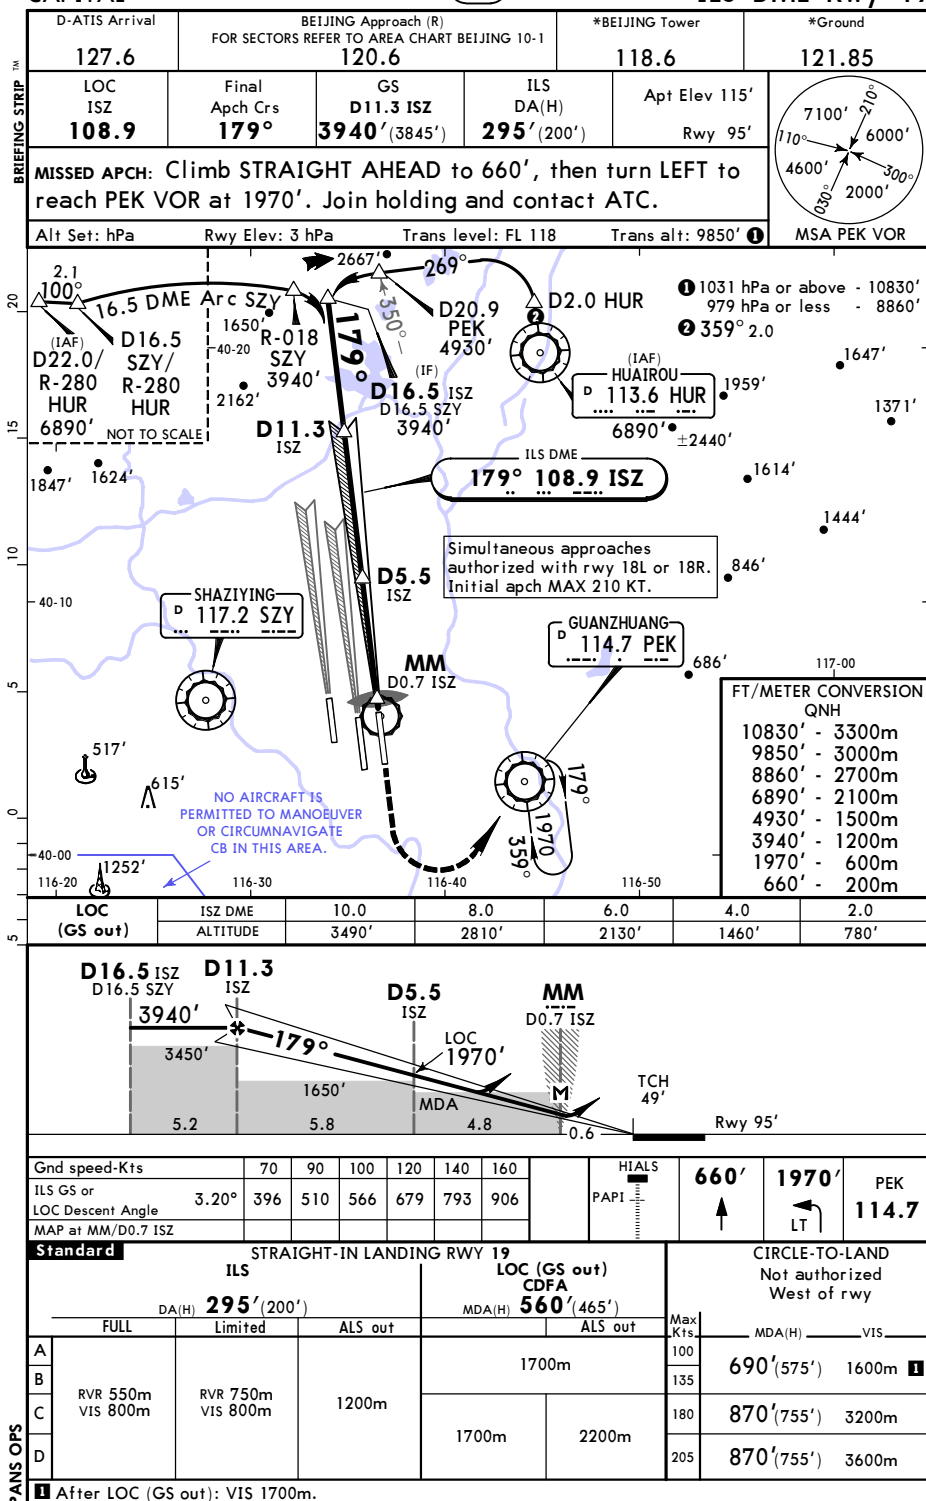 CAPITAL
D-ATIS Arrival
127.6
BEIJING Approach (R)
FOR SECTORS REFER TO AREA CHART BEIJING 10-1
120.6
*BEIJING Tower
118.6
*Ground
121.85
BRIEFING STRIP TM
LOC
ISZ
108.9
Final
Apch Crs
179°
GS
D11.3 ISZ
3940'(3845')
ILS
DA(H)
295'(200')
Apt Elev 115'
Rwy 95'
7100'
210°
6000'
110°
4600'
300°
030°
2000'
MSA PEK VOR
MISSED APCH: Climb STRAIGHT AHEAD to 660', then turn LEFT to
reach PEK VOR at 1970'. Join holding and contact ATC.
Alt Set: hPa Rwy Elev: 3 hPa Trans level: FL 118 Trans alt: 9850' 1
2.1
100°
16.5 DME Arc SZY
2667'
269°
D2.0 HUR
2
1 1031 hPa or above - 10830'
979 hPa or less - 8860'
2 359° 2.0
20
(IAF)
D22.0/
R-280
HUR
6890'
D16.5
SZY/
R-280
HUR
NOT TO SCALE
1650'
40-20
2162'
R-018
SZY
3940'
179°
350°
D20.9
PEK
4930'
(IF)
D16.5 ISZ
D16.5 SZY
3940'
(IAF)
HUAIROU
D 113.6 HUR
6890'
1647'
1959'
1371'
±2440'
15
D11.3
ISZ
1847'
1624'
ILS DME
179° 108.9 ISZ
1614'
1444'
10
Simultaneous approaches
authorized with rwy 18L or 18R.
Initial apch MAX 210 KT.
846'
D5.5
ISZ
40-10
SHAZIYING
D 117.2 SZY
GUANZHUANG
D 114.7 PEK
MM
D0.7 ISZ
686'
117-00
5
517'
615'
NO AIRCRAFT IS
PERMITTED TO MANOEUVER
OR CIRCUMNAVIGATE
CB IN THIS AREA.
179°
1970
359°
0
40-00
1252'
116-20
116-30
116-40
116-50
FT/METER CONVERSION
QNH
10830' - 3300m
9850' - 3000m
8860' - 2700m
6890' - 2100m
4930' - 1500m
3940' - 1200m
1970' - 600m
660' - 200m
5
LOC
(GS out)
ISZ DME 10.0 8.0 6.0 4.0 2.0
ALTITUDE 3490' 2810' 2130' 1460' 780'
D16.5 ISZ
D16.5 SZY
D11.3
ISZ
D5.5
ISZ
MM
D0.7 ISZ
3940'
3450'
179°
LOC
1970'
1650'
MDA
M
TCH
49'
Rwy 95'
5.2
5.8
4.8
0.6
Gnd speed-Kts 70 90 100 120 140 160
ILS GS or
LOC Descent Angle 3.20° 396 510 566 679 793 906
MAP at MM/D0.7 ISZ
HIALS
PAPI
660'
1970'
LT
PEK
114.7
Standard
STRAIGHT-IN LANDING RWY 19
ILS
DA(H) 295'(200')
FULL
Limited
ALS out
LOC (GS out)
CDFA
MDA(H) 560'(465')
ALS out
CIRCLE-TO-LAND
Not authorized
West of rwy
Max
Kts
MDA(H)
VIS
A
B
C
D
RVR 550m
VIS 800m
RVR 750m
VIS 800m
1200m
1700m
1700m
2200m
100
135
690'(575') 1600m 1
180 870'(755') 3200m
205 870'(755') 3600m
PANS OPS
1 After LOC (GS out): VIS 1700m.